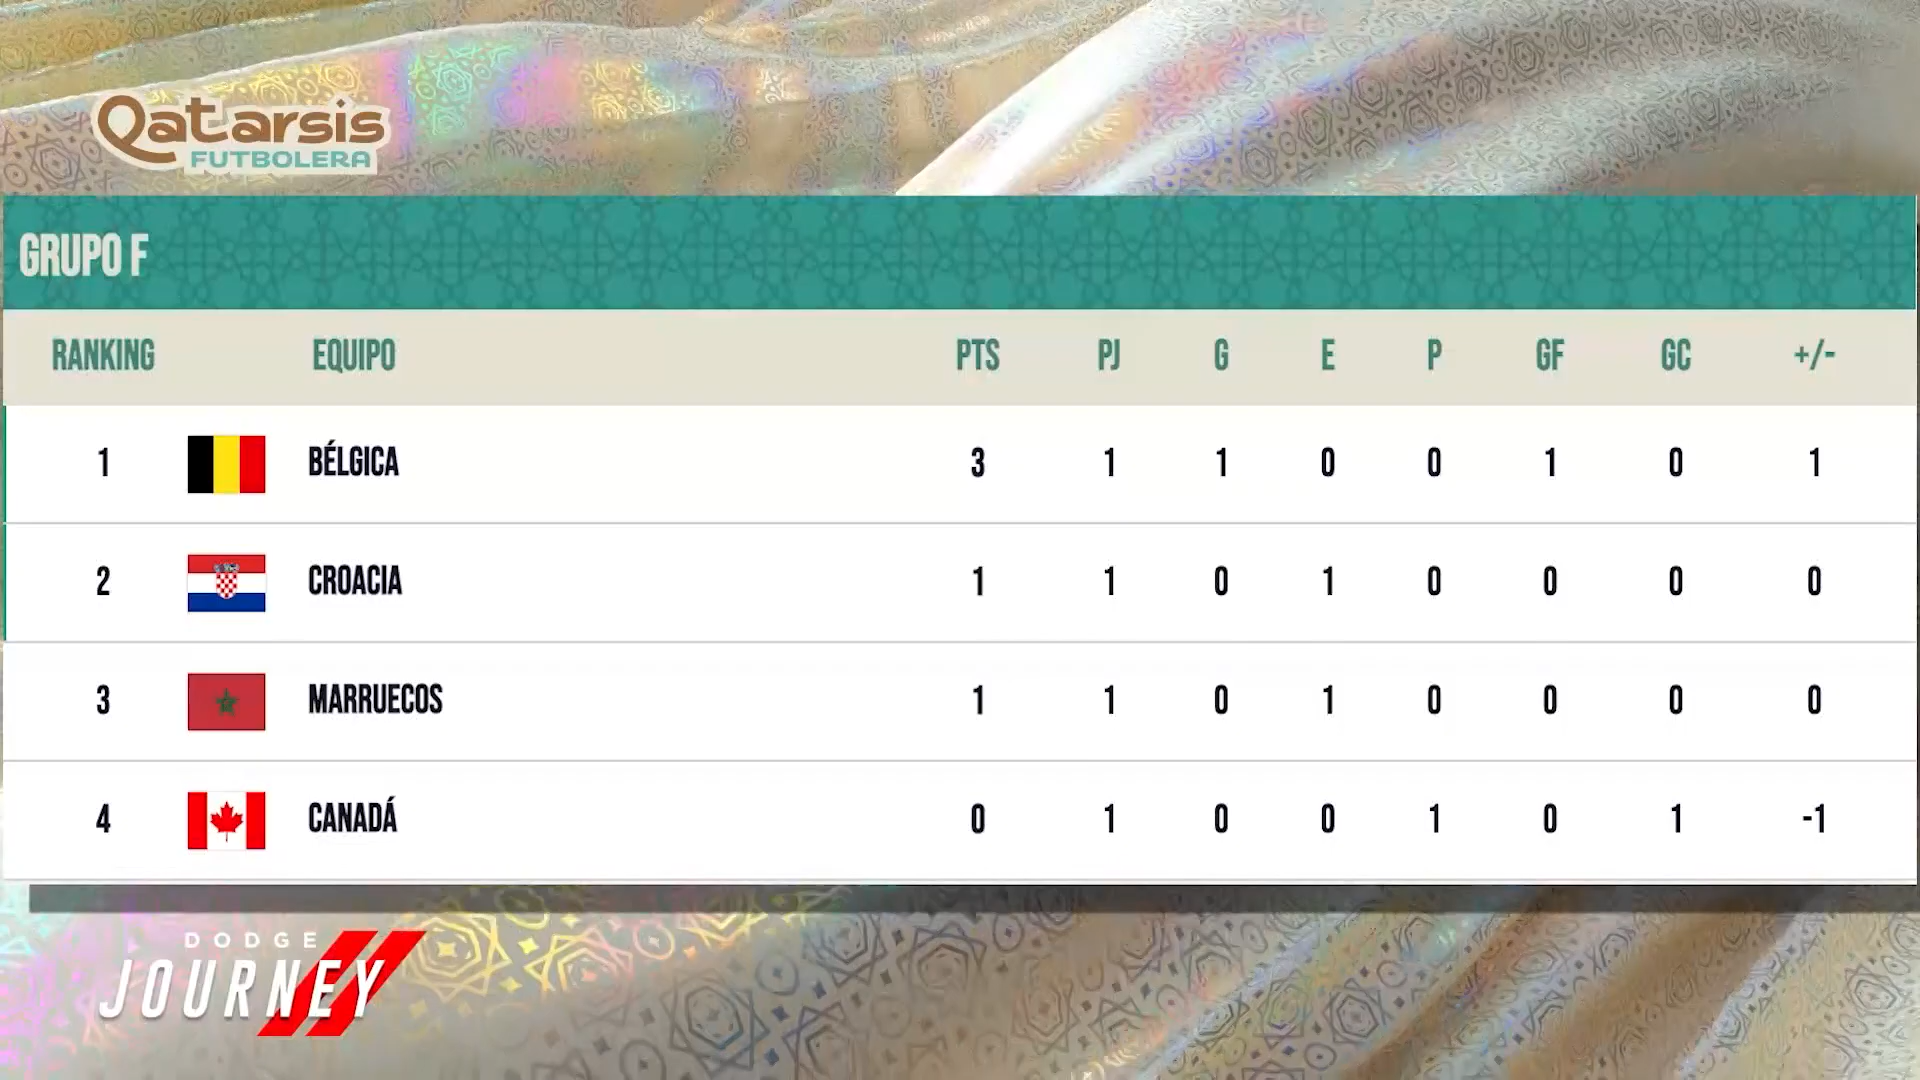 Qatarsis
FUTBOLERA
GRUPO F
RANKING EQUIPO PTS PJ G E P GF GC +/-
1 BÉLGICA 3 1 1 0 0 1 0 1
2 CROACIA 1 1 0 1 0 0 0 0
3 MARRUECOS 1 1 0 1 0 0 0 0
4 CANADÁ 0 1 0 0 1 0 1 -1
DODGE
JOURNEY